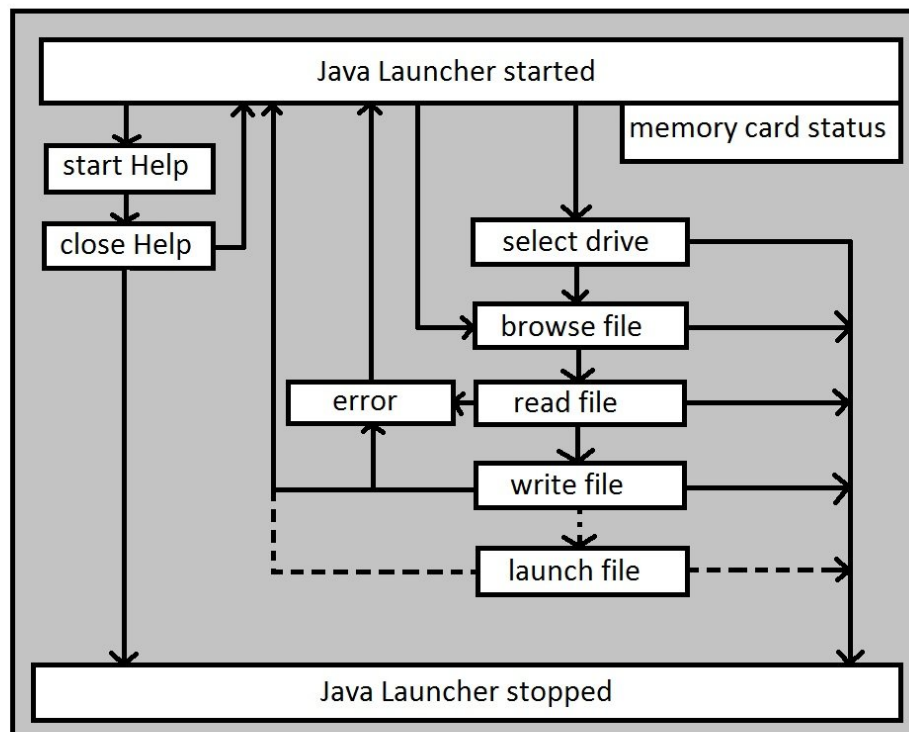 Java Launcher started
memory card status
start Help
close Help
select drive
browse file
error
read file
write file
launch file
Java Launcher stopped